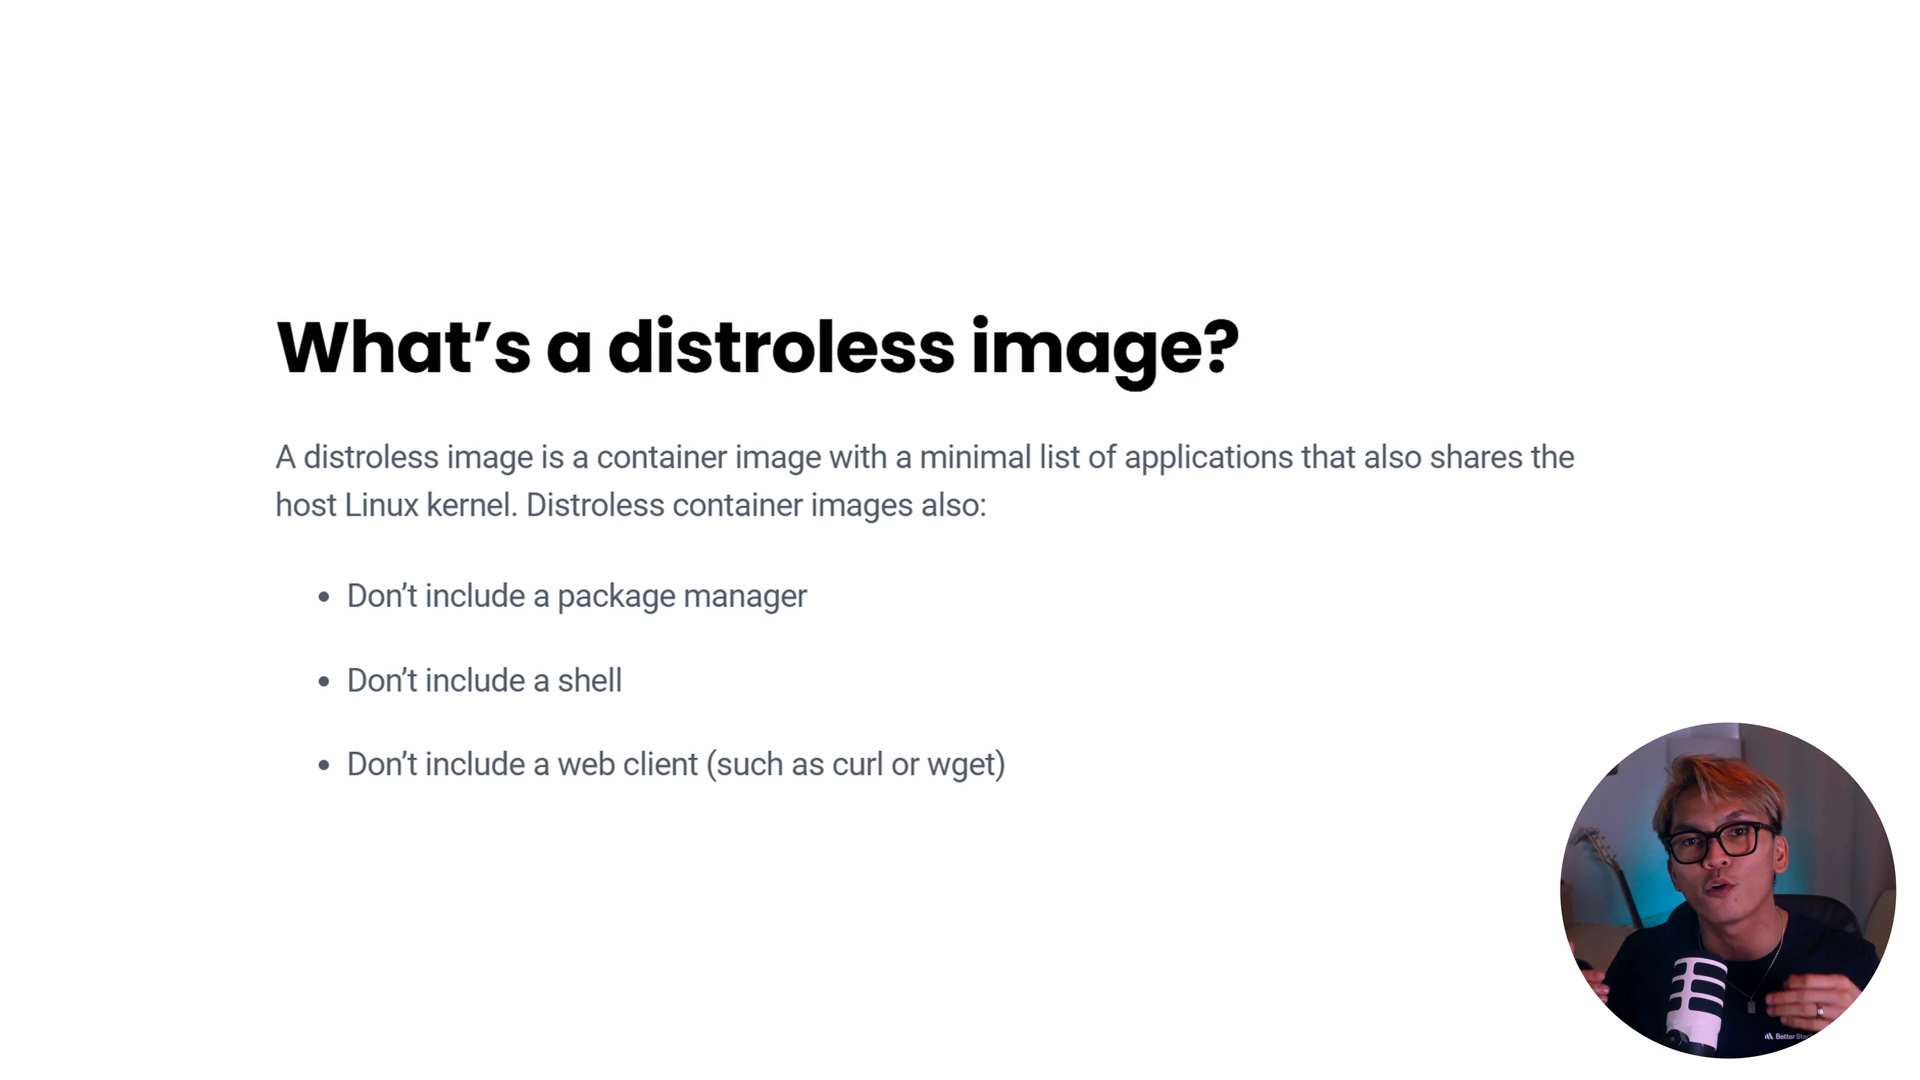 What’s a distroless image?
A distroless image is a container image with a minimal list of applications that also shares the
host Linux kernel. Distroless container images also:
• Don’t include a package manager
• Don’t include a shell
• Don’t include a web client (such as curl or wget)
Better